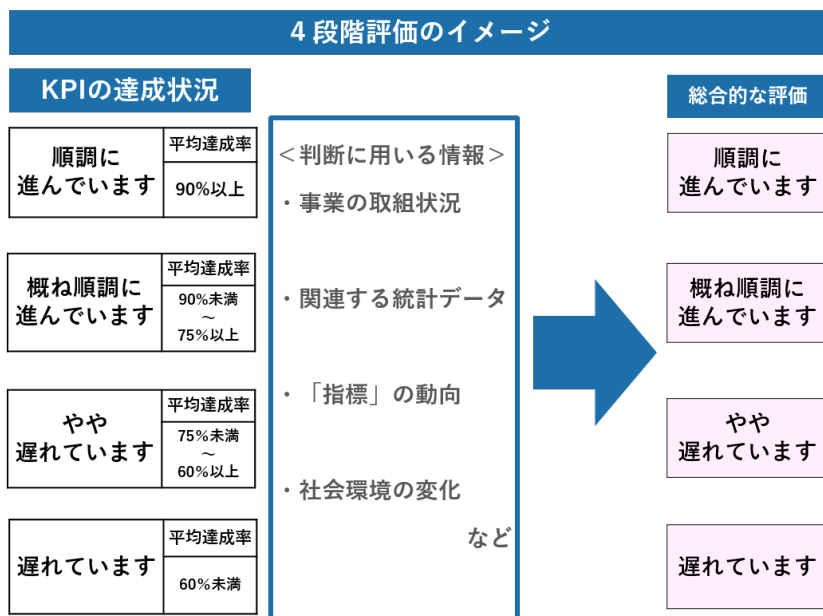 4段階評価のイメージ
KPIの達成状況
順調に
進んでいます
平均達成率
90%以上
概ね順調に
進んでいます
平均達成率
90%未満
～
75%以上
やや
遅れています
平均達成率
75%未満
～
60%以上
遅れています
平均達成率
60%未満
＜判断に用いる情報＞
・事業の取組状況
・関連する統計データ
・「指標」の動向
・社会環境の変化
など
総合的な評価
順調に
進んでいます
概ね順調に
進んでいます
やや
遅れています
遅れています